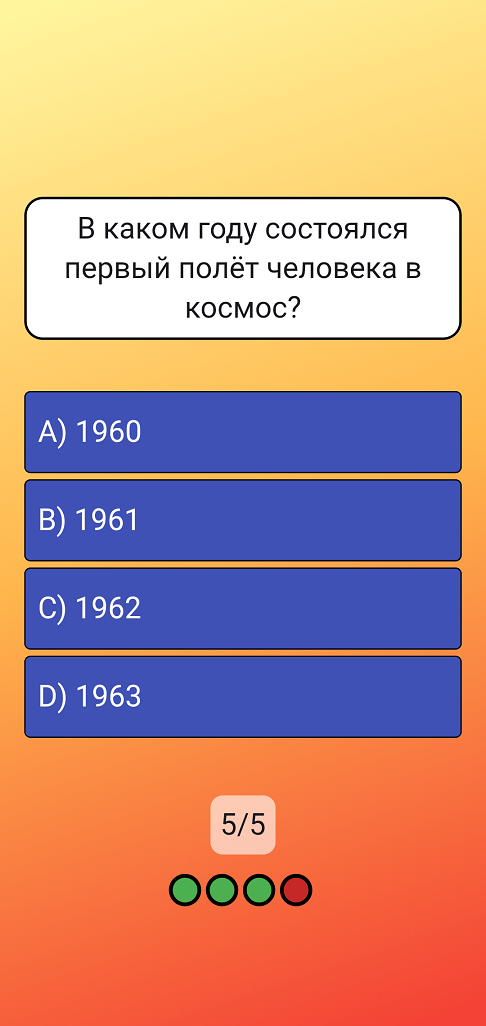 В каком году состоялся
первый полёт человека в
космос?
A) 1960
B) 1961
C) 1962
D) 1963
5/5